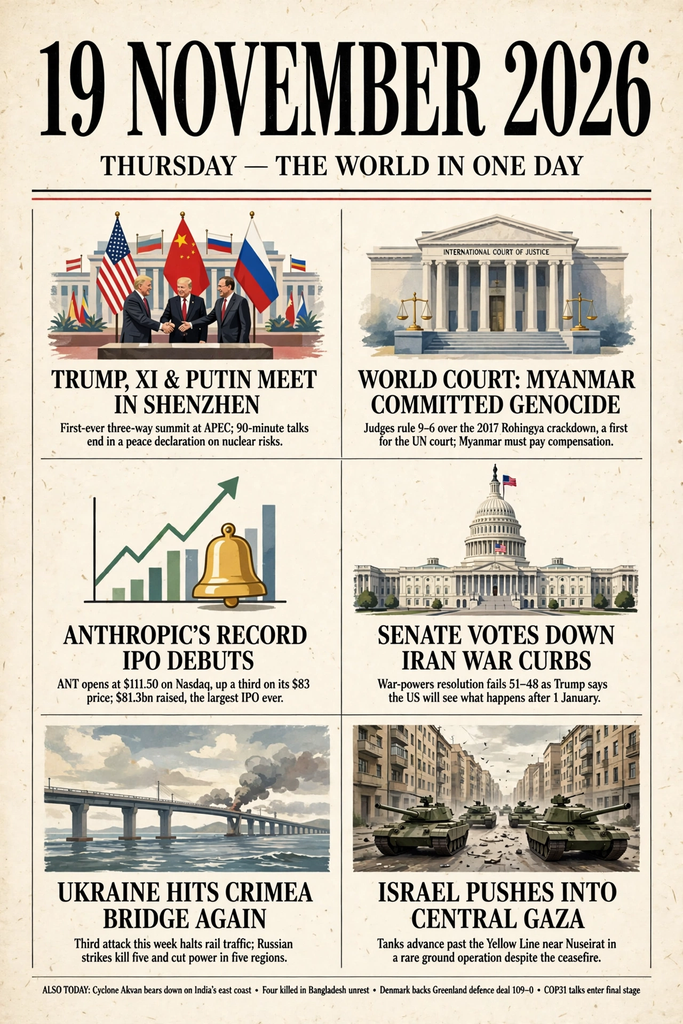 19 NOVEMBER 2026
THURSDAY — THE WORLD IN ONE DAY
INTERNATIONAL COURT OF JUSTICE
TRUMP, XI & PUTIN MEET
IN SHENZHEN
First-ever three-way summit at APEC; 90-minute talks
end in a peace declaration on nuclear risks.
WORLD COURT: MYANMAR
COMMITTED GENOCIDE
Judges rule 9–6 over the 2017 Rohingya crackdown, a first
for the UN court; Myanmar must pay compensation.
ANTHROPIC'S RECORD
IPO DEBUTS
ANT opens at $111.50 on Nasdaq, up a third on its $83
price; $81.3bn raised, the largest IPO ever.
SENATE VOTES DOWN
IRAN WAR CURBS
War-powers resolution fails 51–48 as Trump says
the US will see what happens after 1 January.
UKRAINE HITS CRIMEA
BRIDGE AGAIN
Third attack this week halts rail traffic; Russian
strikes kill five and cut power in five regions.
ISRAEL PUSHES INTO
CENTRAL GAZA
Tanks advance past the Yellow Line near Nuseirat in
a rare ground operation despite the ceasefire.
ALSO TODAY: Cyclone Akvan bears down on India's east coast • Four killed in Bangladesh unrest • Denmark backs Greenland defence deal 109–0 • COP31 talks enter final stage